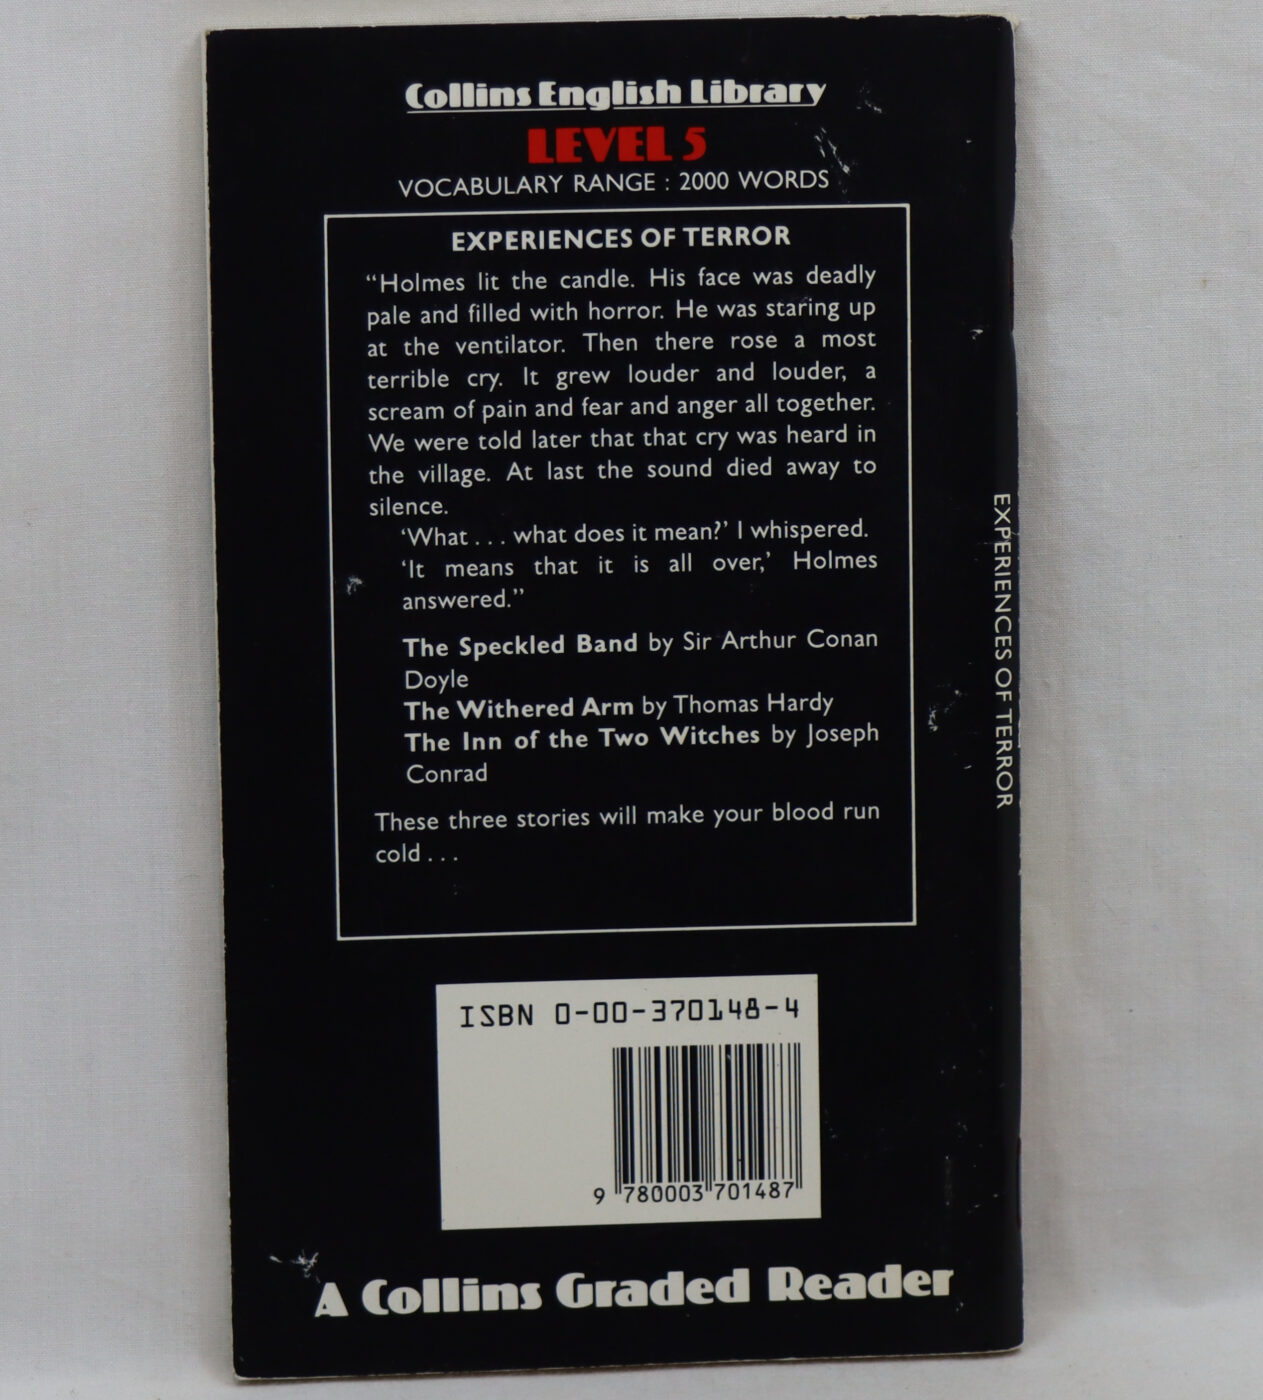 Collins English Library
LEVEL 5
VOCABULARY RANGE : 2000 WORDS
EXPERIENCES OF TERROR
“Holmes lit the candle. His face was deadly
pale and filled with horror. He was staring up
at the ventilator. Then there rose a most
terrible cry. It grew louder and louder, a
scream of pain and fear and anger all together.
We were told later that that cry was heard in
the village. At last the sound died away to
silence.
‘What . . . what does it mean?’ I whispered.
‘It means that it is all over,’ Holmes
answered.”
The Speckled Band by Sir Arthur Conan
Doyle
The Withered Arm by Thomas Hardy
The Inn of the Two Witches by Joseph
Conrad
These three stories will make your blood run
cold . . .
ISBN 0-00-370148-4
9 780003 701487
A Collins Graded Reader
EXPERIENCES OF TERROR